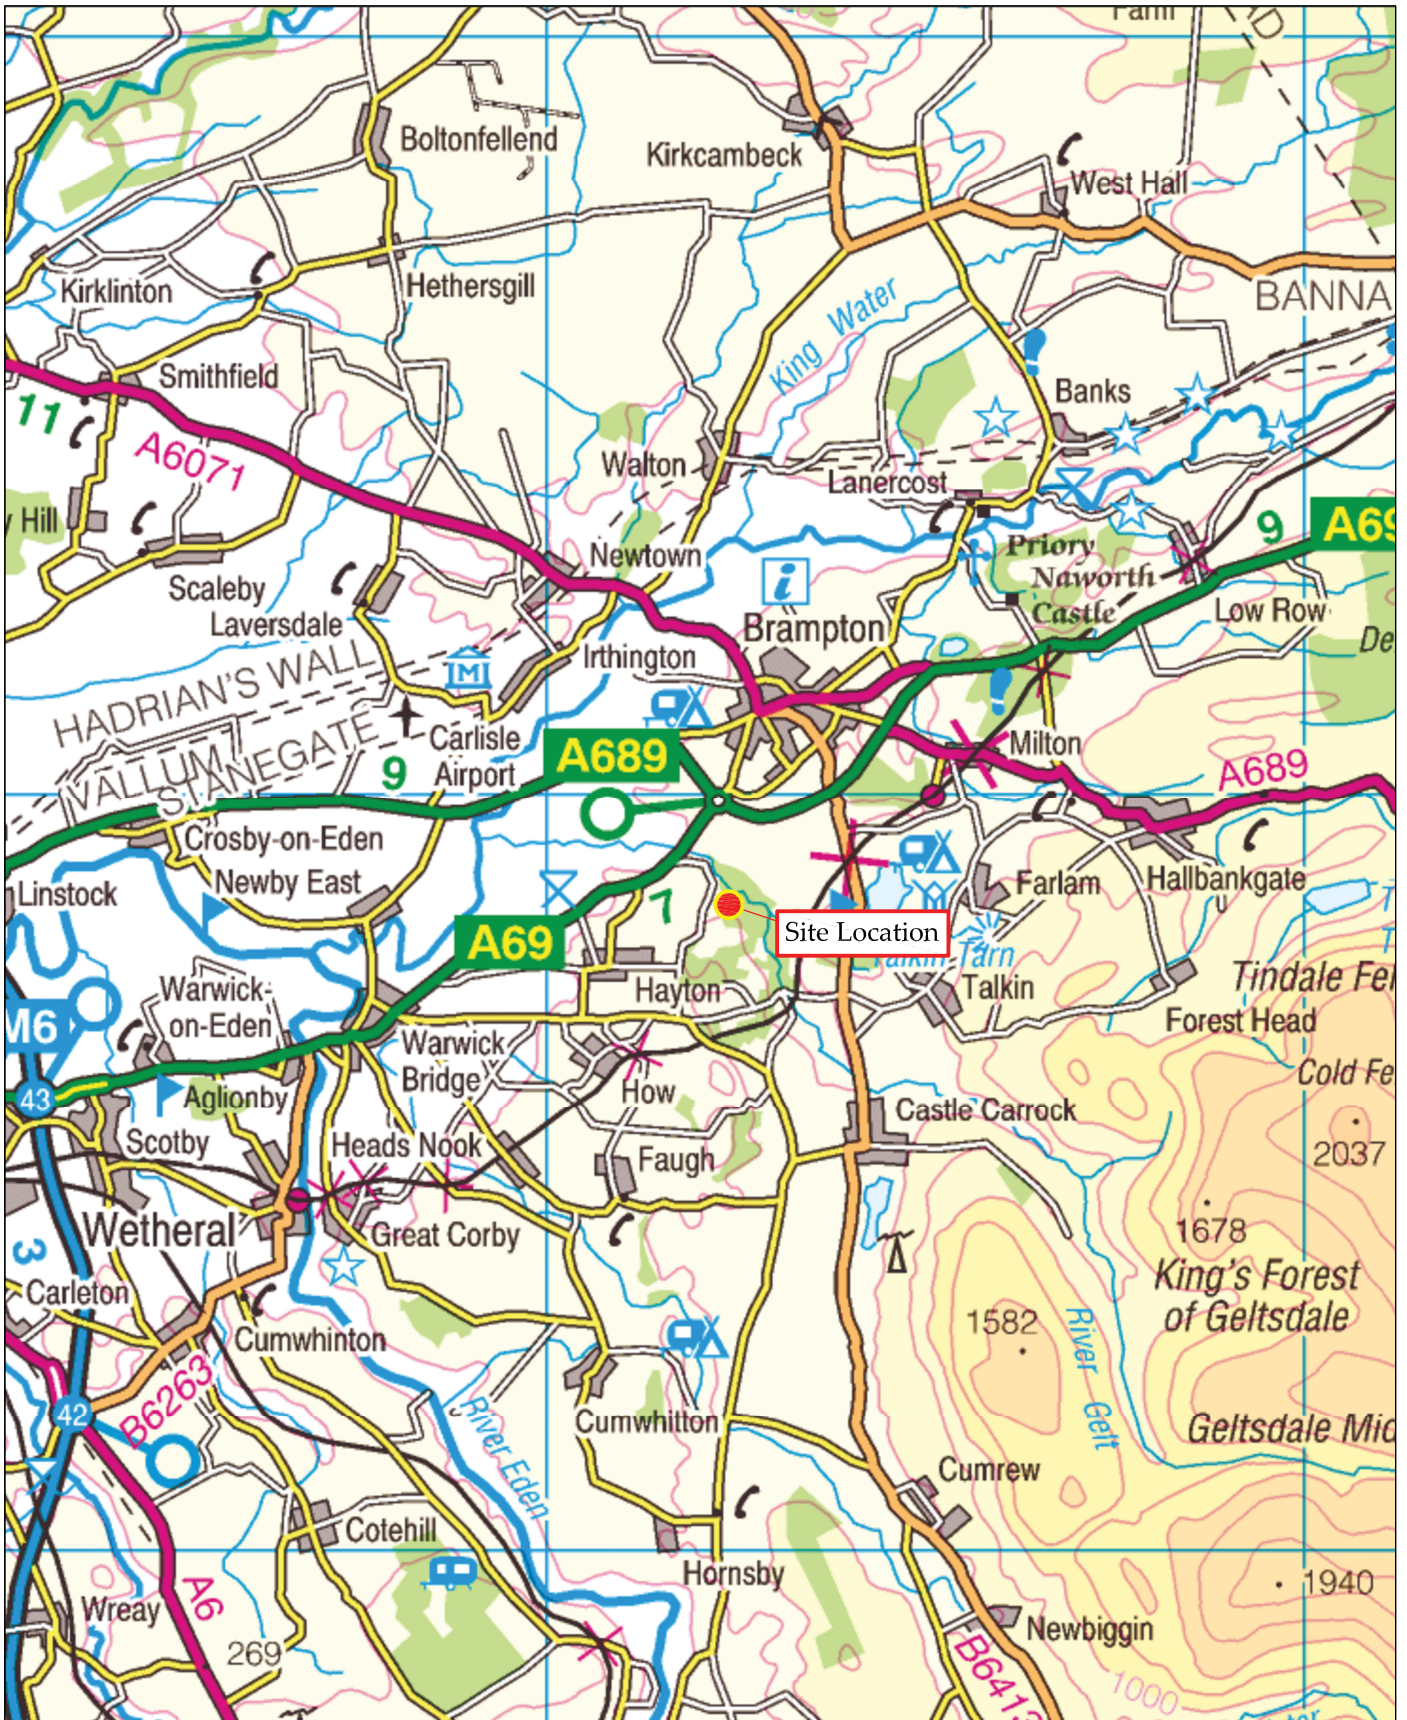 Farm
Boltonfellend
Kirkcambeck
West Hall
Kirklinton
Hethersgill
King Water
BANNA
Smithfield
11
A6071
Banks
Walton
Lanercost
Hill
9
A69
Newtown
Priory
Naworth
Castle
Scaleby
Laversdale
Low Row
Brampton
Irthington
HADRIAN'S WALL
VALLUM
STANEGATE
Carlisle
Airport
9
A689
Milton
A689
Crosby-on-Eden
Linstock
Newby East
7
Farlam
Hallbankgate
Site Location
A69
Talkin Tarn
Hayton
Talkin
Tindale Fel
Warwick-
on-Eden
M6
Forest Head
Warwick
Bridge
Cold Fe
43
Aglionby
How
Castle Carrock
Scotby
Heads Nook
Faugh
2037
Wetheral
Great Corby
1678
3
King's Forest
of Geltsdale
Carleton
1582
River Gelt
Cumwhinton
B6263
42
River Eden
Cumwhitton
Geltsdale Mid
Cumrew
Cotehill
Hornsby
1940
Wreay
A6
269
Newbiggin
B6413
1000